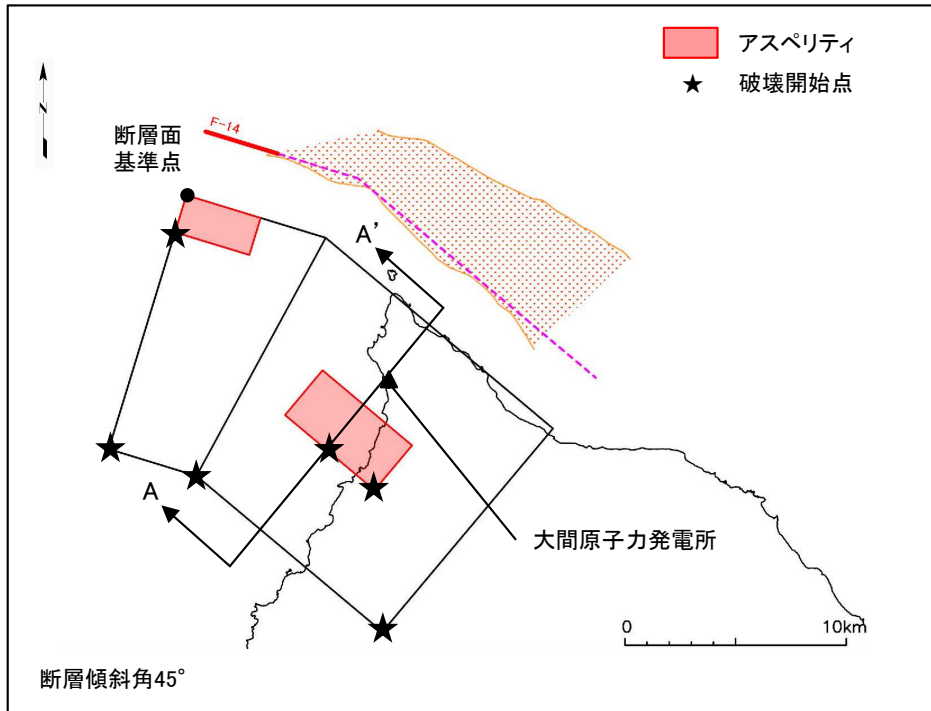 アスペリティ
破壊開始点
N
F-14
断層面
基準点
A'
A
大間原子力発電所
0
10km
断層傾斜角45°